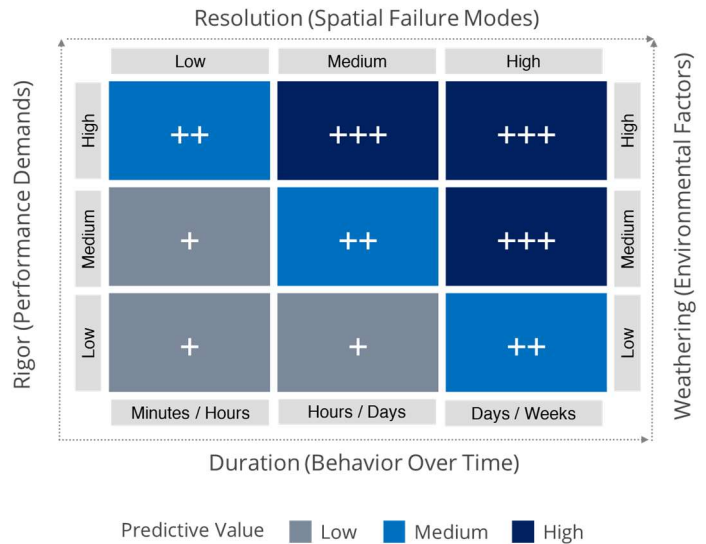 Resolution (Spatial Failure Modes)
Low Medium High
Rigor (Performance Demands)
High ++ +++ +++ High
Medium + ++ +++ Medium
Low + + ++ Low
Weathering (Environmental Factors)
Minutes / Hours Hours / Days Days / Weeks
Duration (Behavior Over Time)
Predictive Value Low Medium High